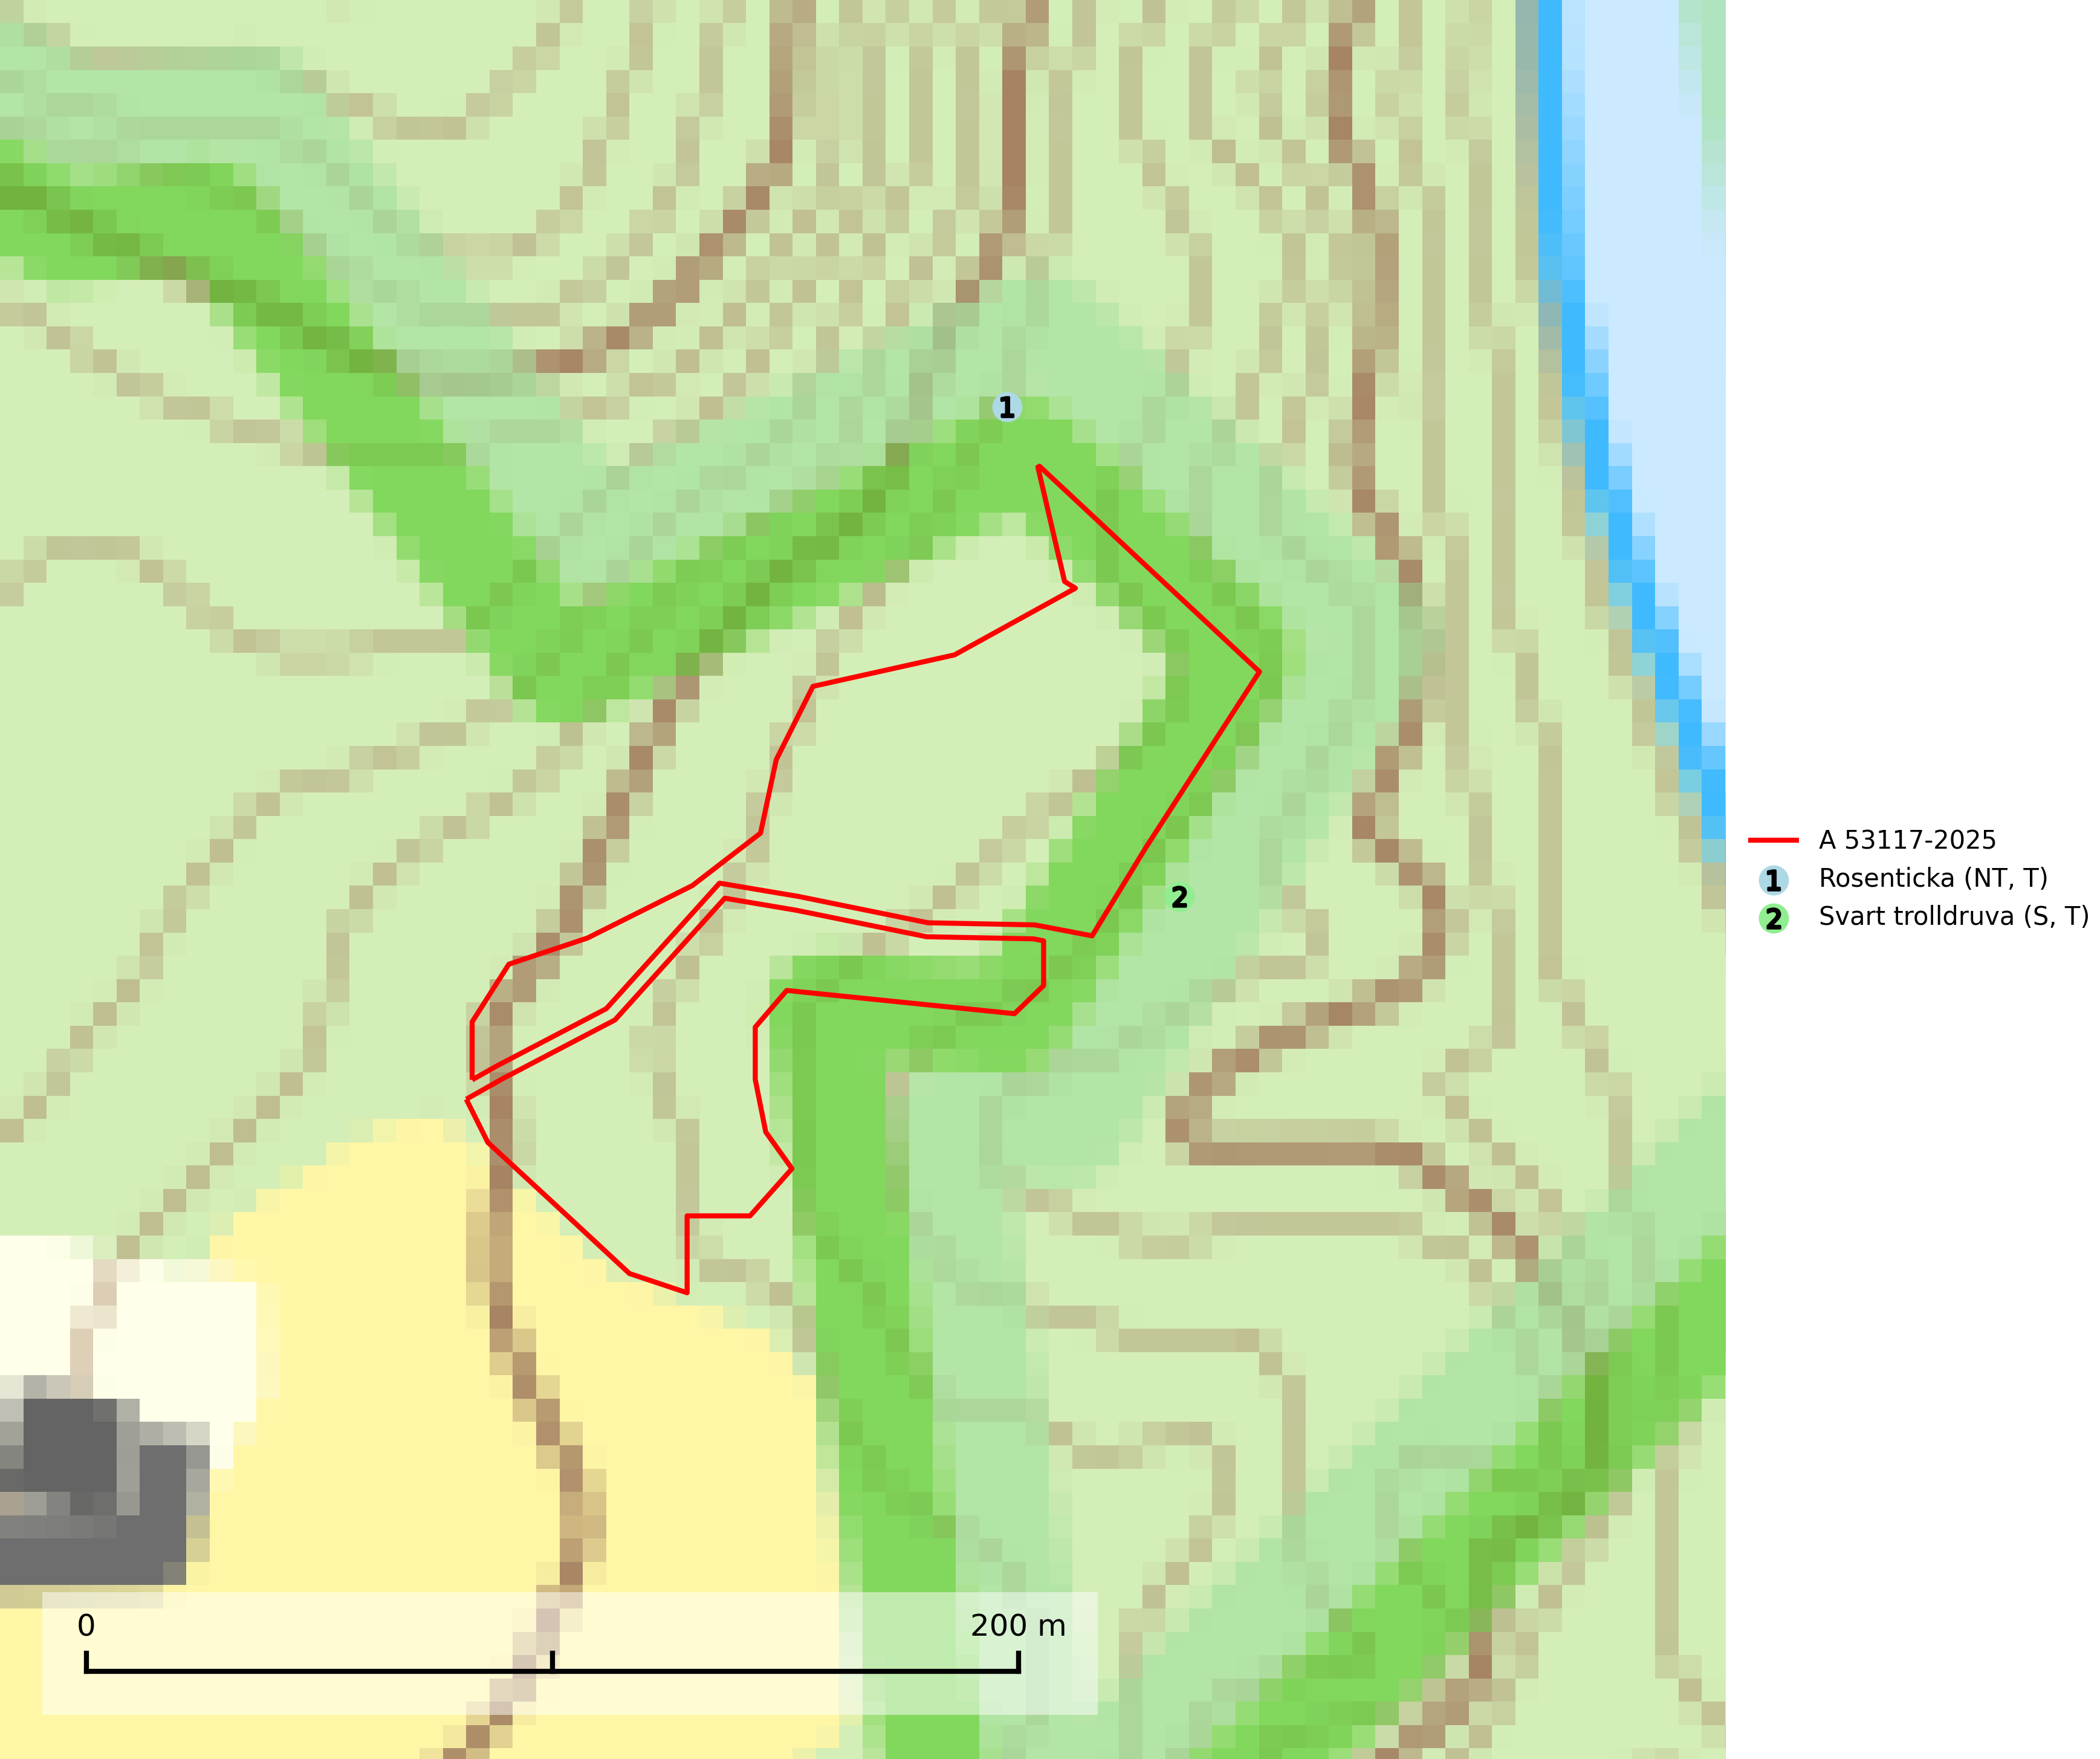 1
2
A 53117-2025
1 Rosenticka (NT, T)
2 Svart trolldruva (S, T)
0 200 m